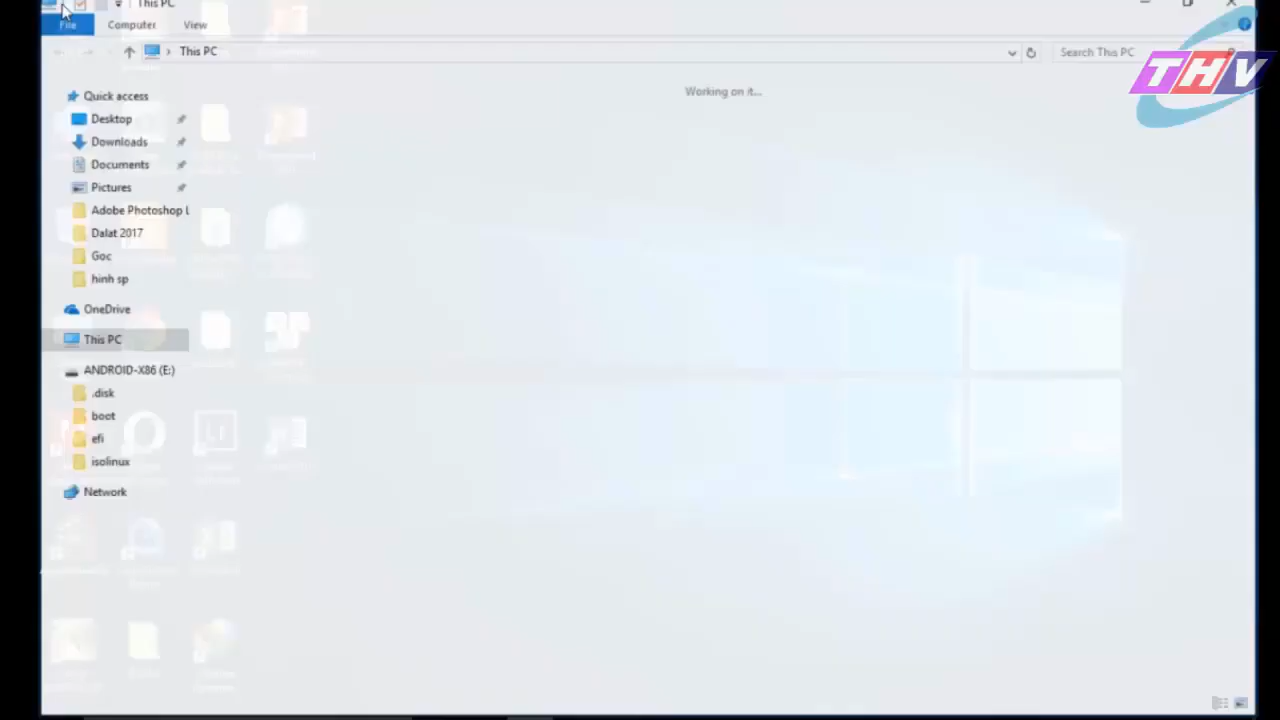 This PC
File Computer View
This PC
Search This PC
THV
Working on it...
Quick access
Desktop
Downloads
Documents
Pictures
Adobe Photoshop L
Dalat 2017
Goc
hinh sp
OneDrive
This PC
ANDROID-X86 (E:)
.disk
boot
efi
isolinux
Network